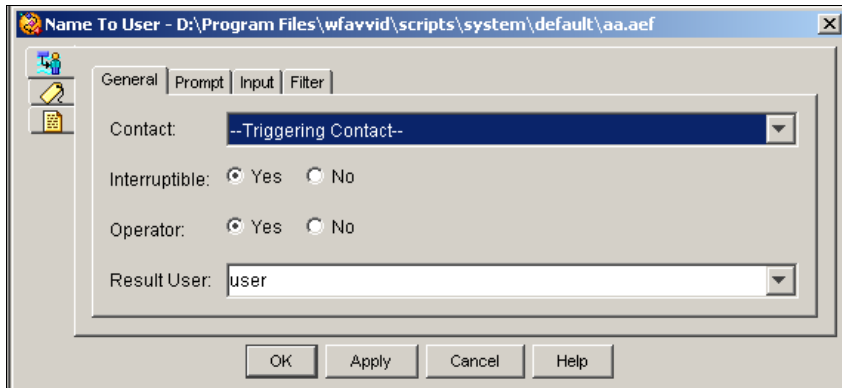 Name To User - D:\Program Files\wfavvid\scripts\system\default\aa.aef
General Prompt Input Filter
Contact: --Triggering Contact--
Interruptible: Yes No
Operator: Yes No
Result User: user
OK Apply Cancel Help